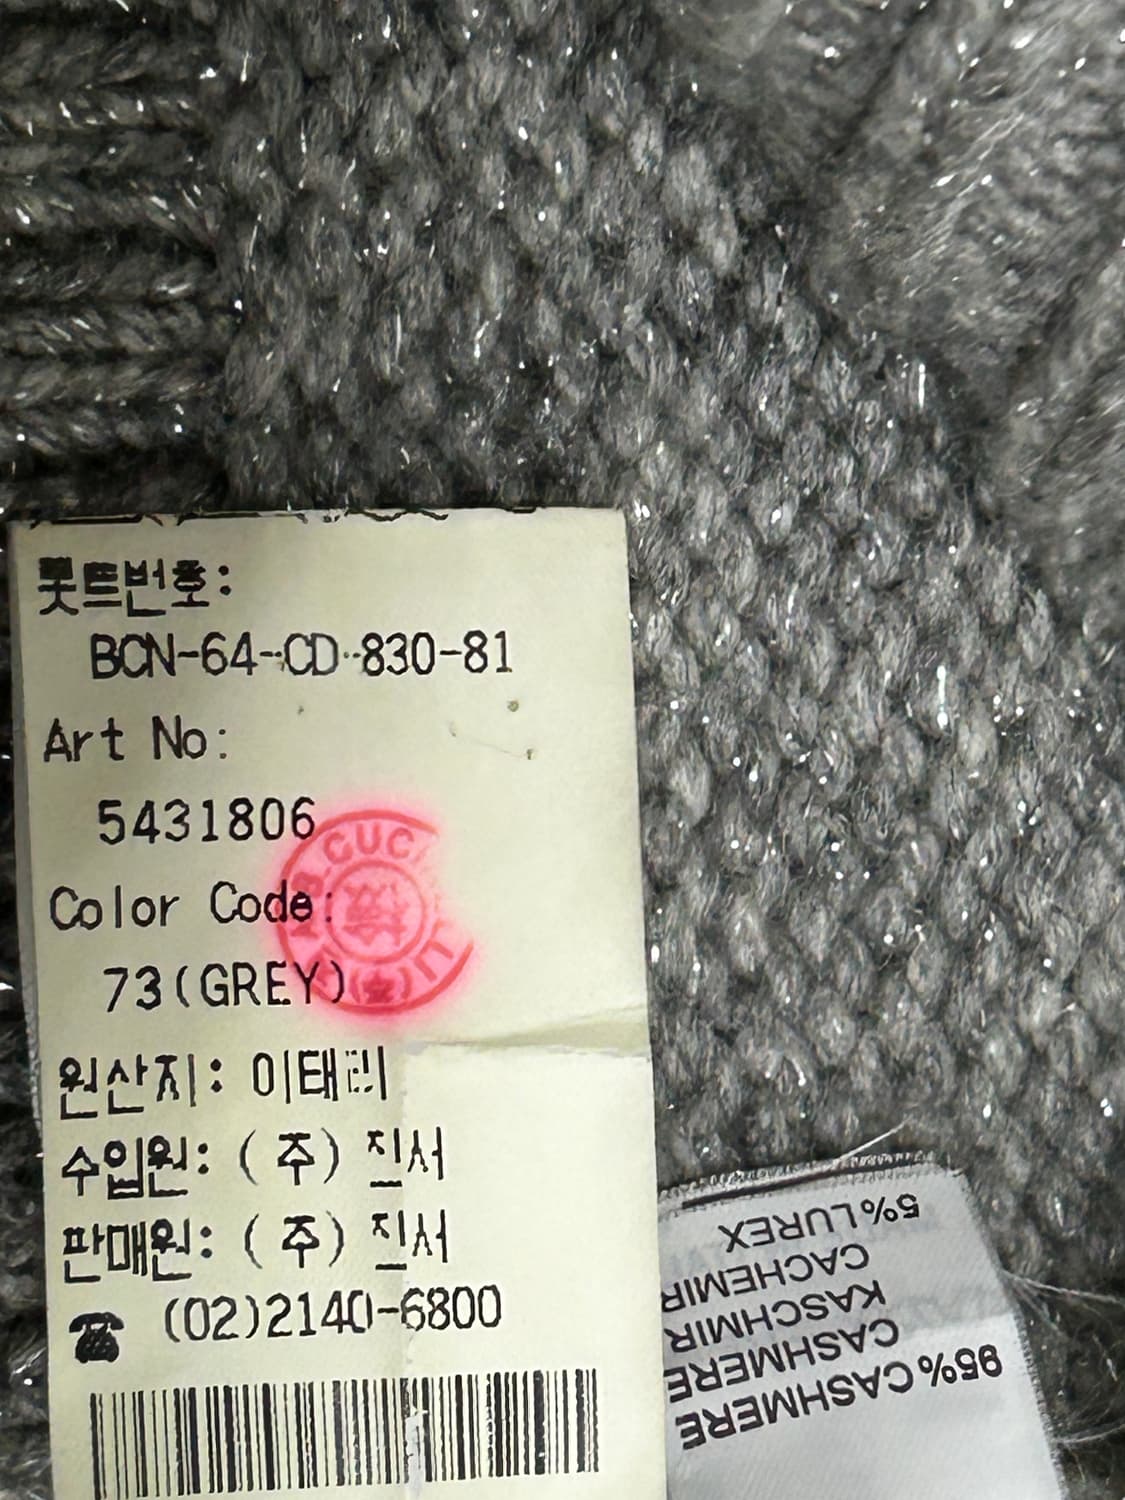 롯트번호:
BCN-64-CD-830-81
Art No:
5431806
Color Code:
73(GREY)
원산지: 이태리
수입원: (주) 진서
판매원: (주) 진서
☎ (02)2140-6800
95% CASHMERE
CASHMERE
KASCHMIR
CACHEMIR
5% LUREX